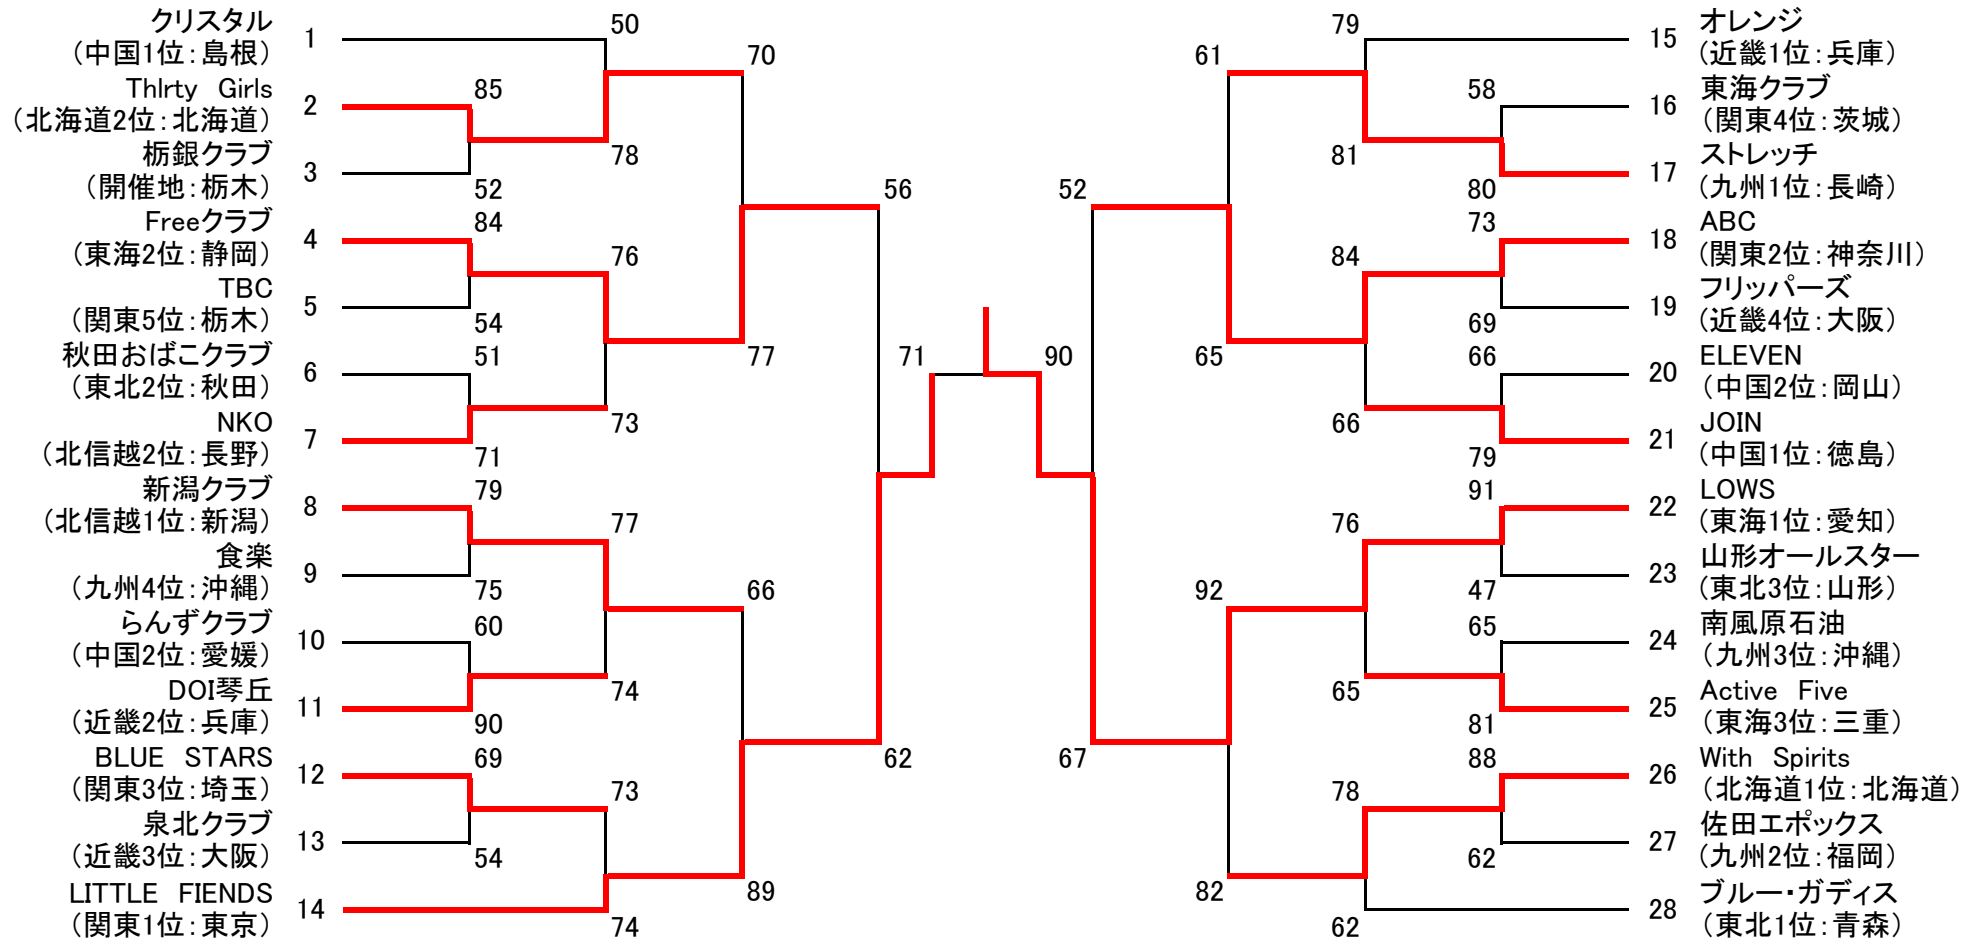 クリスタル
（中国1位：島根）
1
50
ThIrty Girls
（北海道2位：北海道）
2
85
栃銀クラブ
（開催地：栃木）
3
52
78
70
Freeクラブ
（東海2位：静岡）
4
84
76
TBC
（関東5位：栃木）
5
54
秋田おばこクラブ
（東北2位：秋田）
6
51
NKO
（北信越2位：長野）
7
71
73
77
56
新潟クラブ
（北信越1位：新潟）
8
79
77
食楽
（九州4位：沖縄）
9
75
らんずクラブ
（中国2位：愛媛）
10
60
DOI琴丘
（近畿2位：兵庫）
11
90
74
66
BLUE STARS
（関東3位：埼玉）
12
69
73
泉北クラブ
（近畿3位：大阪）
13
54
LITTLE FIENDS
（関東1位：東京）
14
74
89
62
71
90
79
15
オレンジ
（近畿1位：兵庫）
61
58
16
東海クラブ
（関東4位：茨城）
81
80
17
ストレッチ
（九州1位：長崎）
52
73
18
ABC
（関東2位：神奈川）
84
69
19
フリッパーズ
（近畿4位：大阪）
65
66
20
ELEVEN
（中国2位：岡山）
66
79
21
JOIN
（中国1位：徳島）
91
22
LOWS
（東海1位：愛知）
76
47
23
山形オールスター
（東北3位：山形）
92
65
24
南風原石油
（九州3位：沖縄）
65
81
25
Active Five
（東海3位：三重）
67
88
26
With Spirits
（北海道1位：北海道）
78
62
27
佐田エポックス
（九州2位：福岡）
82
62
28
ブルー・ガディス
（東北1位：青森）